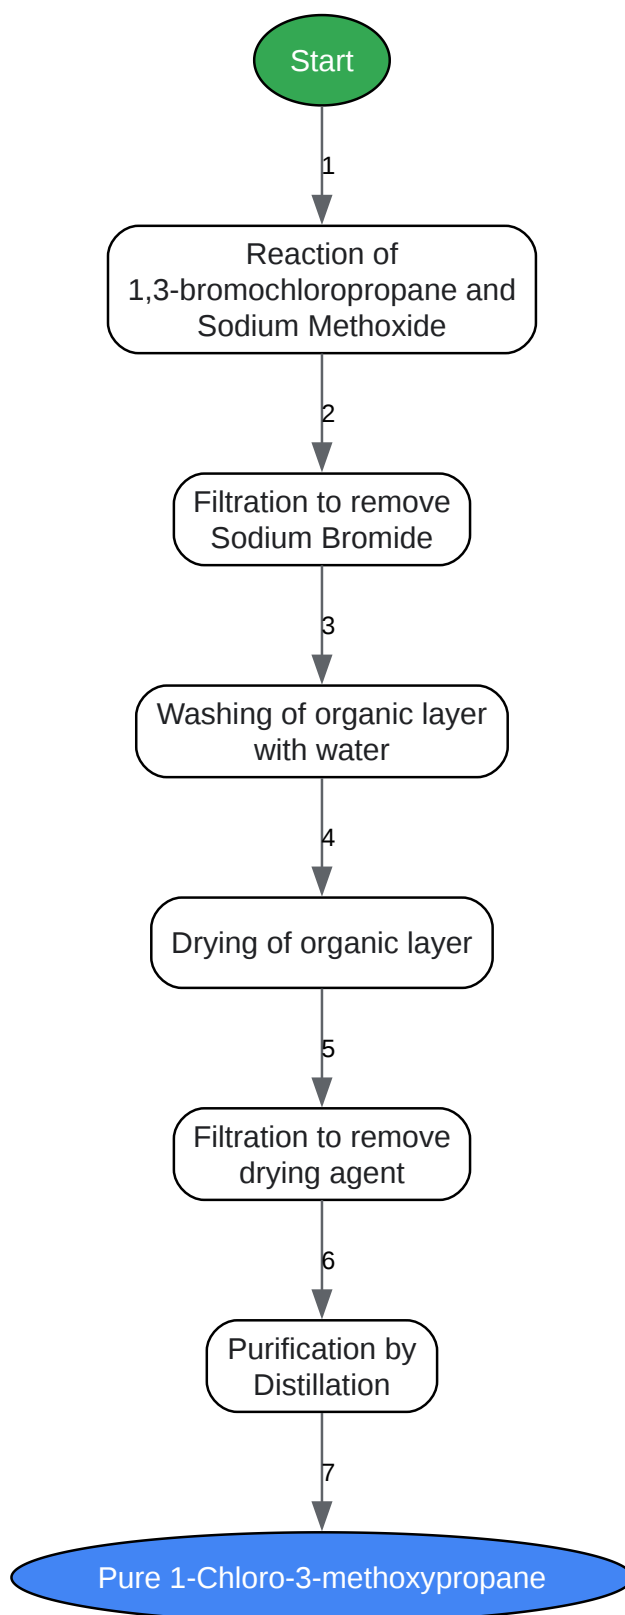 Start
1
Reaction of
1,3-bromochloropropane and
Sodium Methoxide
2
Filtration to remove
Sodium Bromide
3
Washing of organic layer
with water
4
Drying of organic layer
5
Filtration to remove
drying agent
6
Purification by
Distillation
7
Pure 1-Chloro-3-methoxypropane